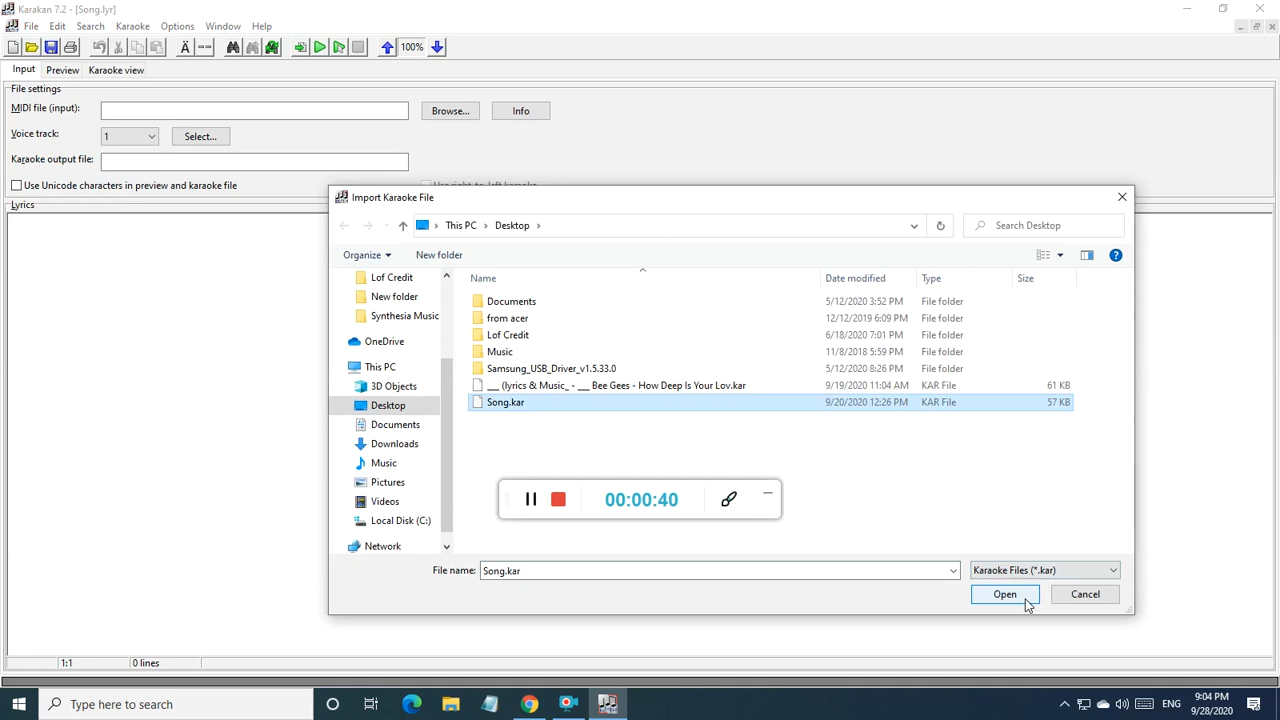 Karakan 7.2 - [Song.lyr]
File Edit Search Karaoke Options Window Help
Ä 100%
Input Preview Karaoke view
File settings
MIDI file (input): Browse... Info
Voice track: 1 Select...
Karaoke output file:
Use Unicode characters in preview and karaoke file
Lyrics
Import Karaoke File
This PC › Desktop › Search Desktop
Organize New folder
Name Date modified Type Size
Lof Credit
New folder
Synthesia Music
OneDrive
This PC
3D Objects
Desktop
Documents
Downloads
Music
Pictures
Videos
Local Disk (C:)
Network
Documents 5/12/2020 3:52 PM File folder
from acer 12/12/2019 6:09 PM File folder
Lof Credit 6/18/2020 7:01 PM File folder
Music 11/8/2018 5:59 PM File folder
Samsung_USB_Driver_v1.5.33.0 5/12/2020 8:26 PM File folder
___ (lyrics & Music_ - ___ Bee Gees - How Deep Is Your Lov.kar 9/19/2020 11:04 AM KAR File 61 KB
Song.kar 9/20/2020 12:26 PM KAR File 57 KB
00:00:40
File name: Song.kar Karaoke Files (*.kar)
Open Cancel
1:1 0 lines
Type here to search
ENG 9:04 PM
9/28/2020